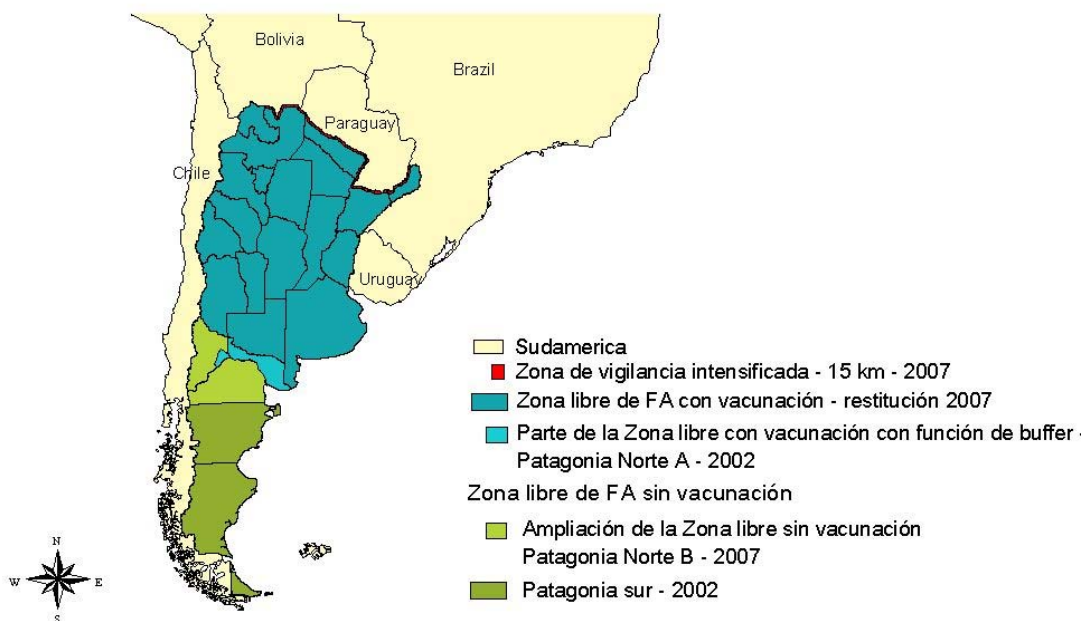 Bolivia
Brazil
Paraguay
Chile
Uruguay
Sudamerica
Zona de vigilancia intensificada - 15 km - 2007
Zona libre de FA con vacunación - restitución 2007
Parte de la Zona libre con vacunación con función de buffer -
Patagonia Norte A - 2002
Zona libre de FA sin vacunación
Ampliación de la Zona libre sin vacunación
Patagonia Norte B - 2007
Patagonia sur - 2002
N
W E
S